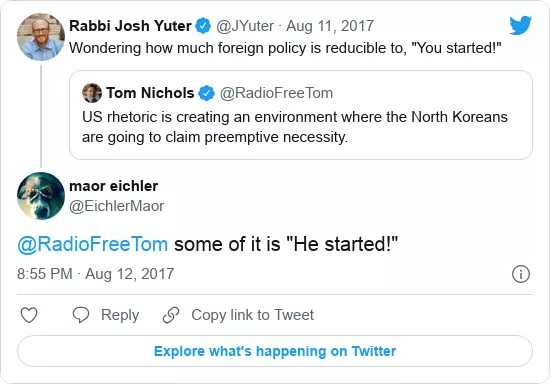 Rabbi Josh Yuter @JYuter · Aug 11, 2017
Wondering how much foreign policy is reducible to, "You started!"
Tom Nichols @RadioFreeTom
US rhetoric is creating an environment where the North Koreans
are going to claim preemptive necessity.
maor eichler
@EichlerMaor
@RadioFreeTom some of it is "He started!"
8:55 PM · Aug 12, 2017
Reply Copy link to Tweet
Explore what's happening on Twitter